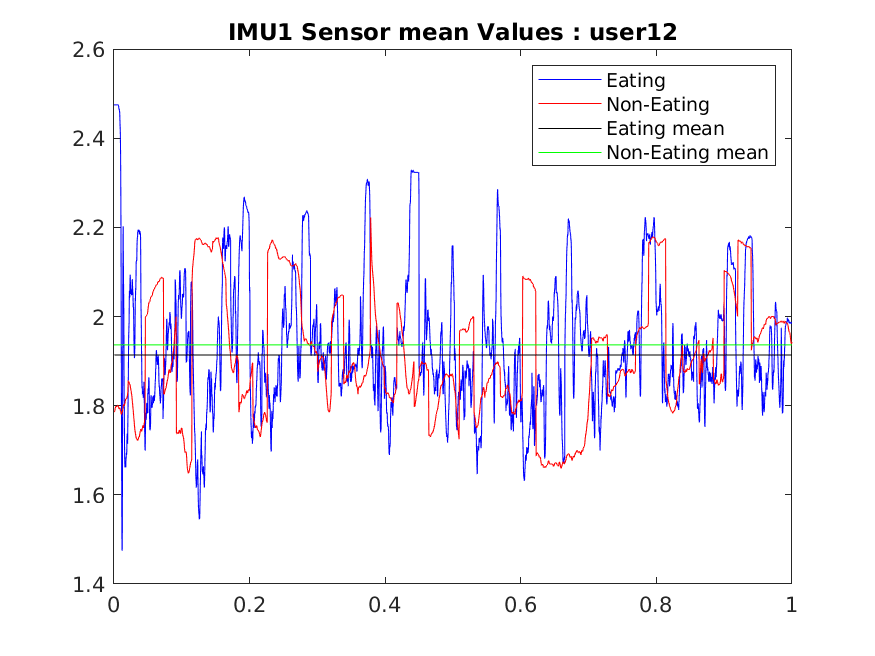 IMU1 Sensor mean Values : user12
2.6
2.4
2.2
2
1.8
1.6
1.4
0 0.2 0.4 0.6 0.8 1
Eating
Non-Eating
Eating mean
Non-Eating mean